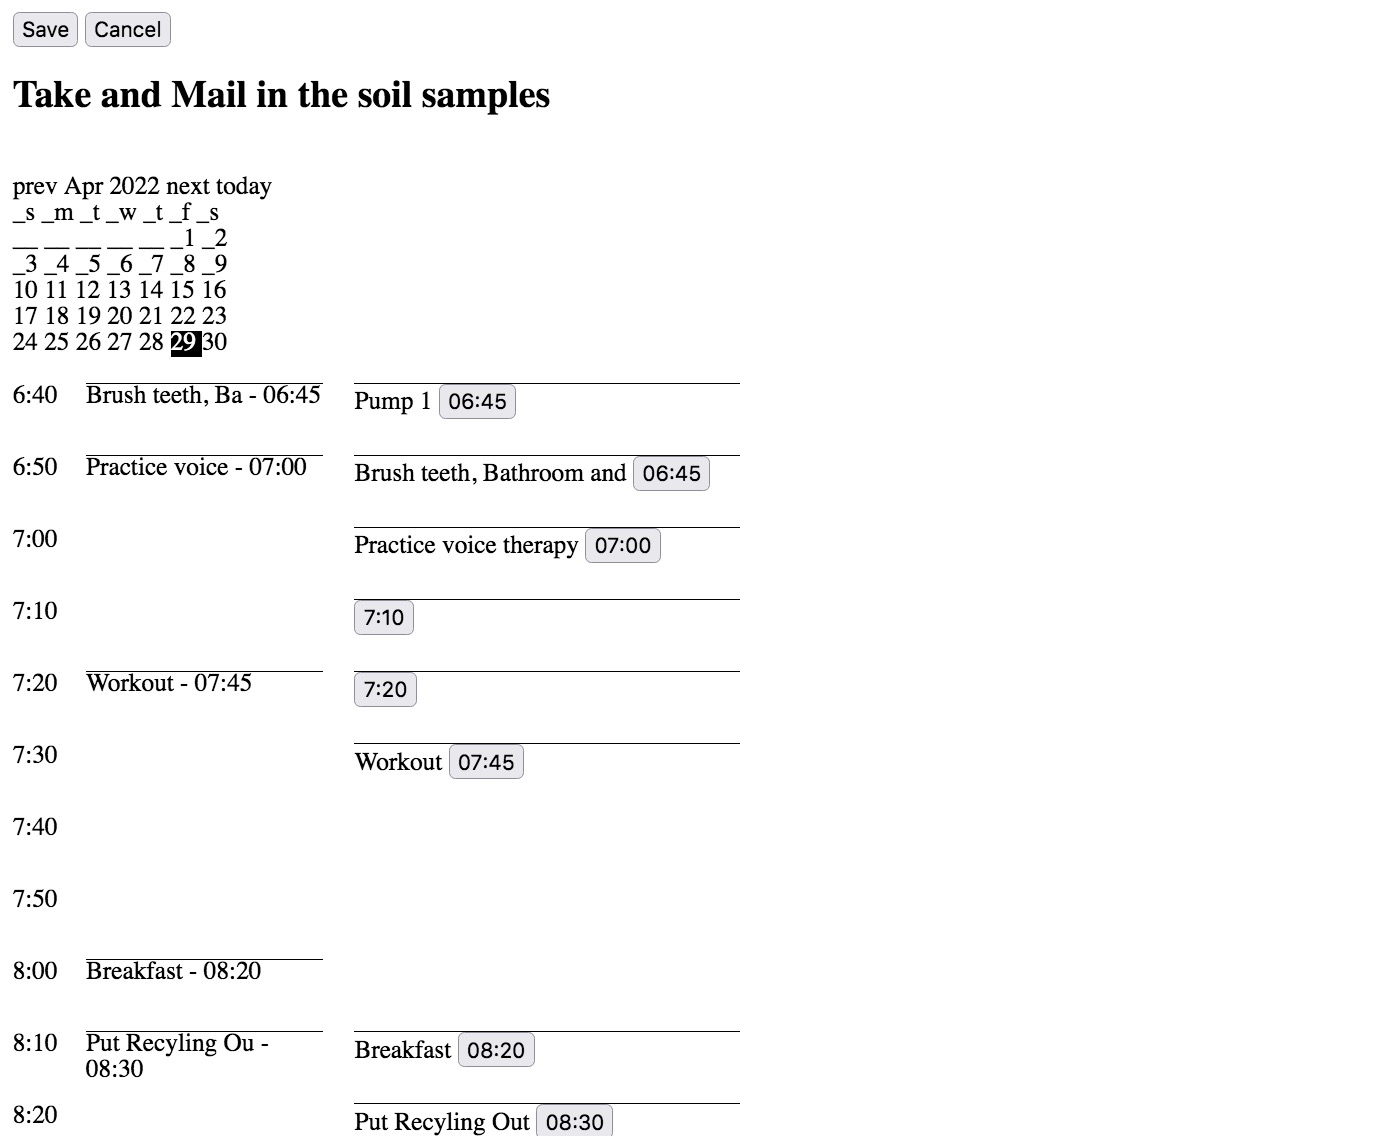 Save Cancel
Take and Mail in the soil samples
prev Apr 2022 next today
_s _m _t _w _t _f _s
__ __ __ __ __ _1 _2
_3 _4 _5 _6 _7 _8 _9
10 11 12 13 14 15 16
17 18 19 20 21 22 23
24 25 26 27 28 29 30
6:40 Brush teeth, Ba - 06:45 Pump 1 06:45
6:50 Practice voice - 07:00 Brush teeth, Bathroom and 06:45
7:00 Practice voice therapy 07:00
7:10 7:10
7:20 Workout - 07:45 7:20
7:30 Workout 07:45
7:40
7:50
8:00 Breakfast - 08:20
8:10 Put Recyling Ou - Breakfast 08:20
08:30
8:20 Put Recyling Out 08:30